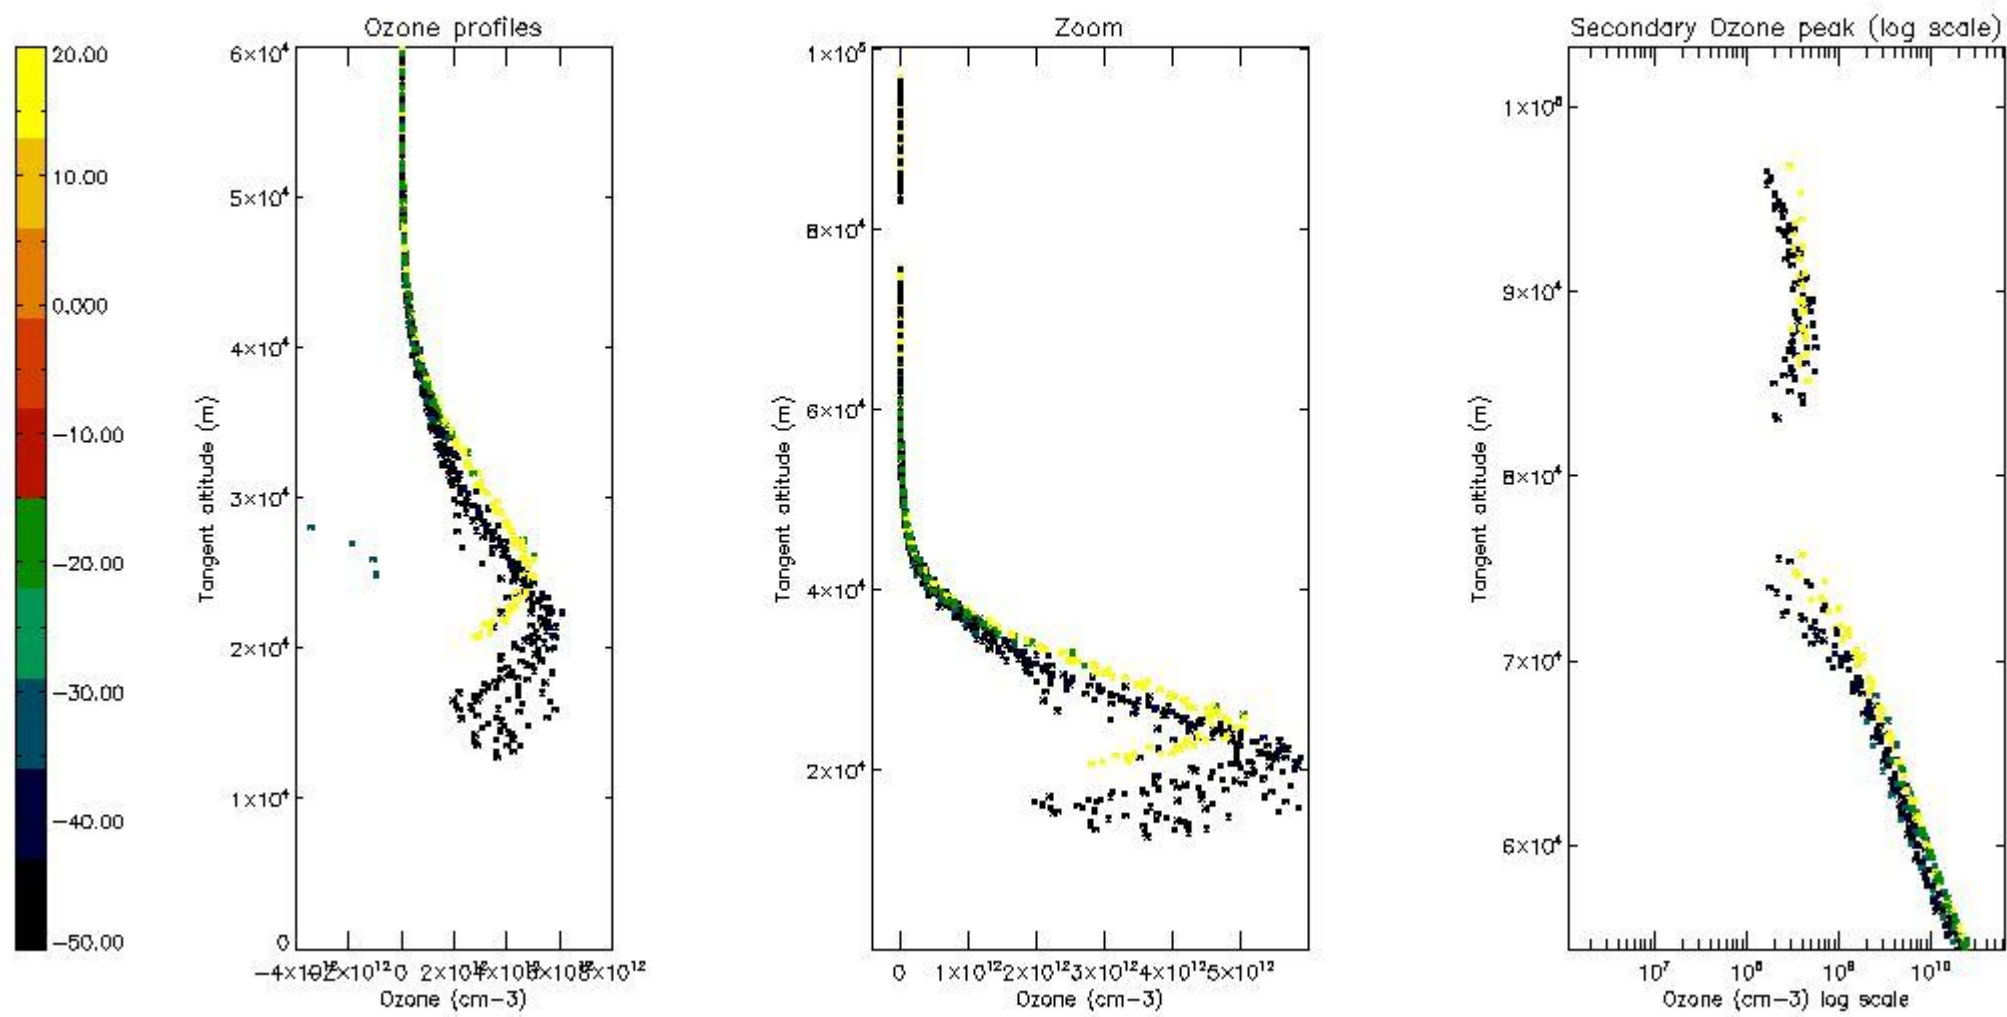 Ozone profiles
Zoom
Secondary Ozone peak (log scale)
20.00
10.00
0.000
−10.00
−20.00
−30.00
−40.00
−50.00
6×10⁴
5×10⁴
4×10⁴
3×10⁴
2×10⁴
1×10⁴
0
Tangent altitude (m)
0
Ozone (cm−3)
1×10⁵
8×10⁴
6×10⁴
4×10⁴
2×10⁴
Tangent altitude (m)
0 1×10¹² 2×10¹² 3×10¹² 4×10¹² 5×10¹²
Ozone (cm−3)
9×10⁴
8×10⁴
7×10⁴
6×10⁴
Tangent altitude (m)
10⁷ 10⁸ 10⁹ 10¹⁰
Ozone (cm−3) log scale